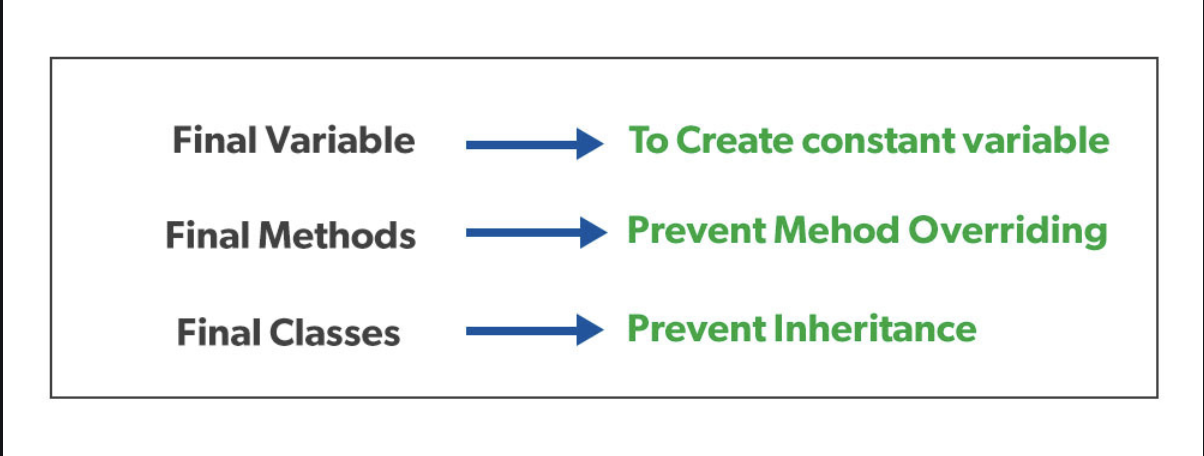 Final Variable To Create constant variable
Final Methods Prevent Mehod Overriding
Final Classes Prevent Inheritance